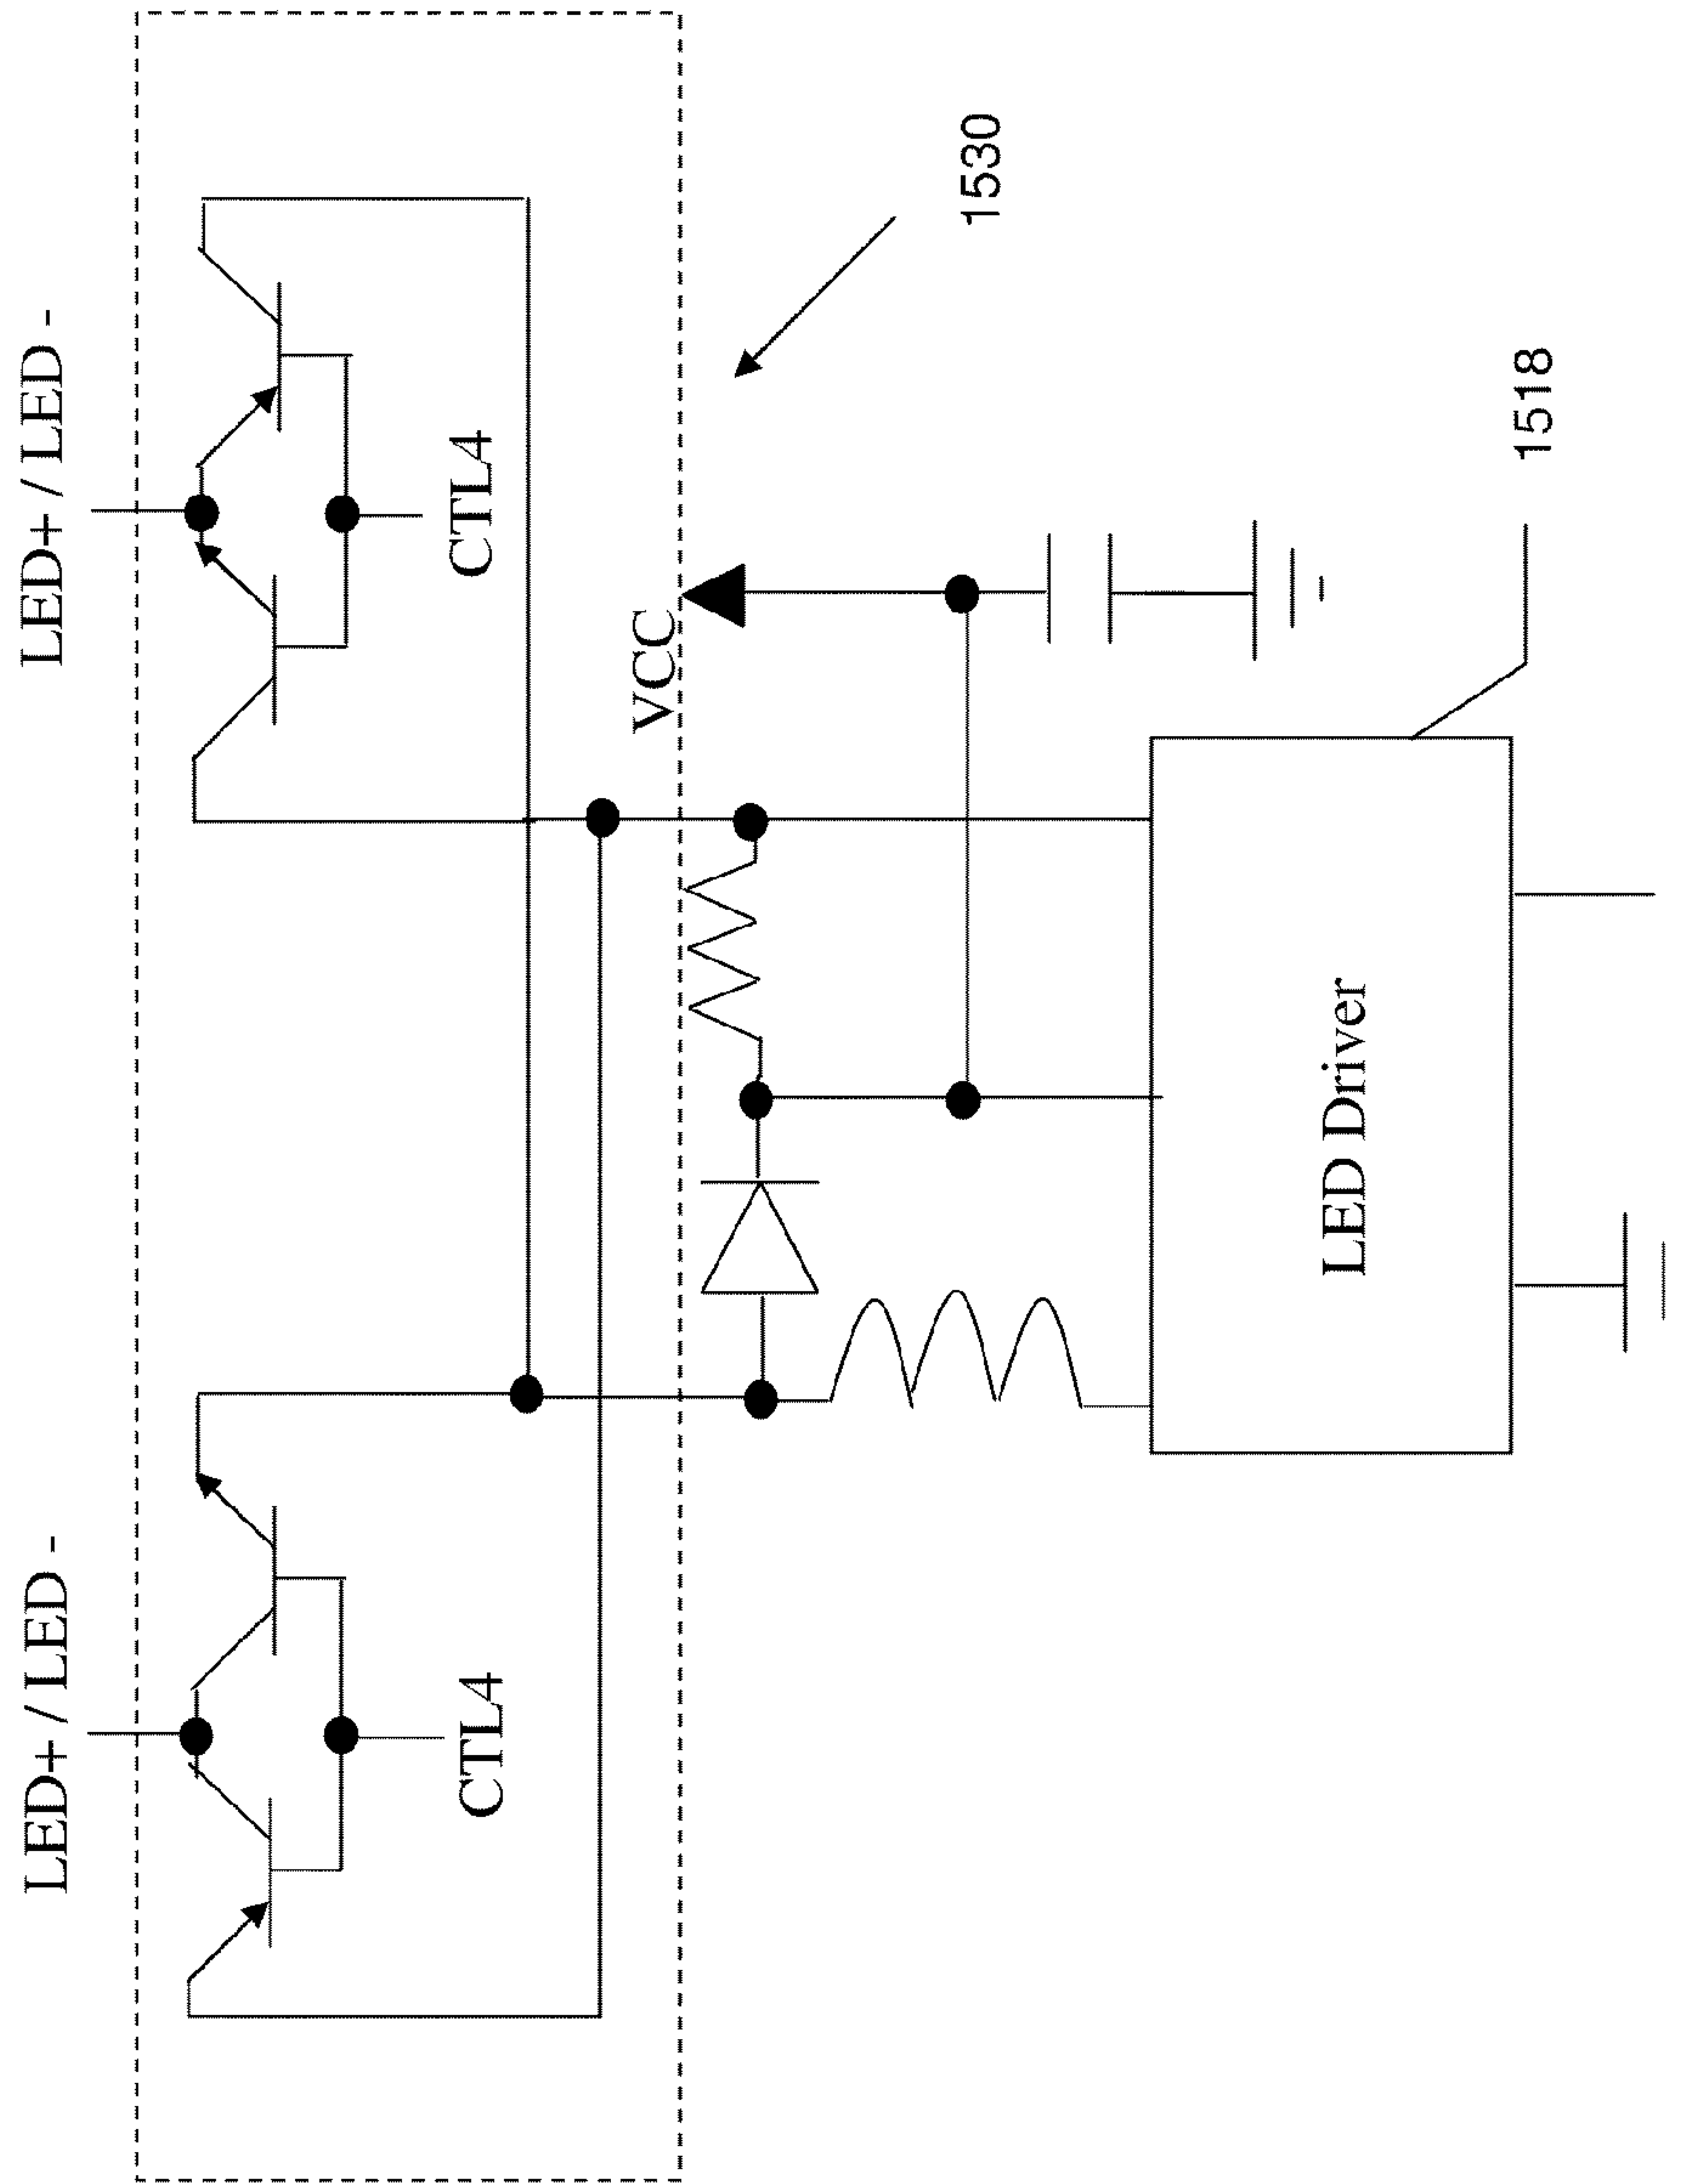 LED+ / LED -
LED+ / LED -
CTL4
CTL4
VCC
1530
LED Driver
1518